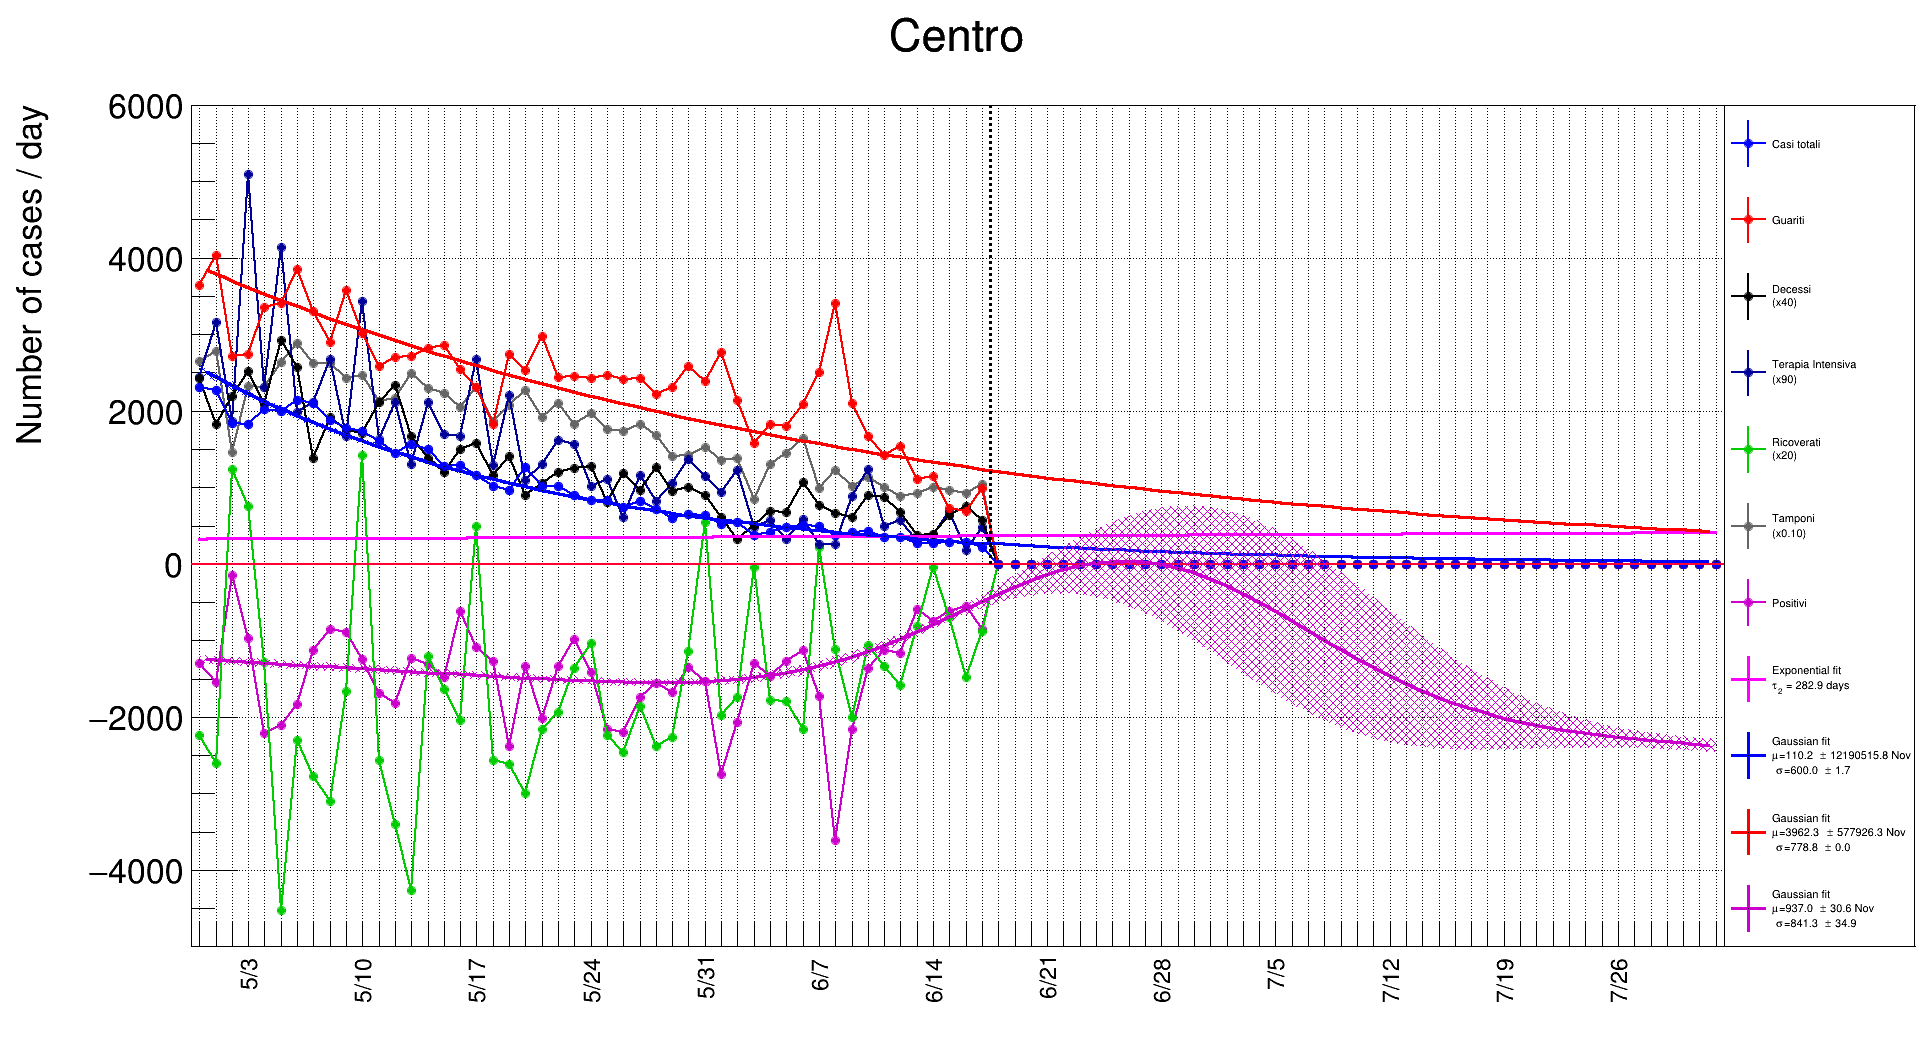 Centro
Number of cases / day
6000
4000
2000
0
−2000
−4000
5/3
5/10
5/17
5/24
5/31
6/7
6/14
6/21
6/28
7/5
7/12
7/19
7/26
Casi totali
Guariti
Decessi
(x40)
Terapia Intensiva
(x90)
Ricoverati
(x20)
Tamponi
(x0.10)
Positivi
Exponential fit
τ2 = 282.9 days
Gaussian fit
μ=110.2 ± 12190515.8 Nov
σ=600.0 ± 1.7
Gaussian fit
μ=3962.3 ± 577926.3 Nov
σ=778.8 ± 0.0
Gaussian fit
μ=937.0 ± 30.6 Nov
σ=841.3 ± 34.9